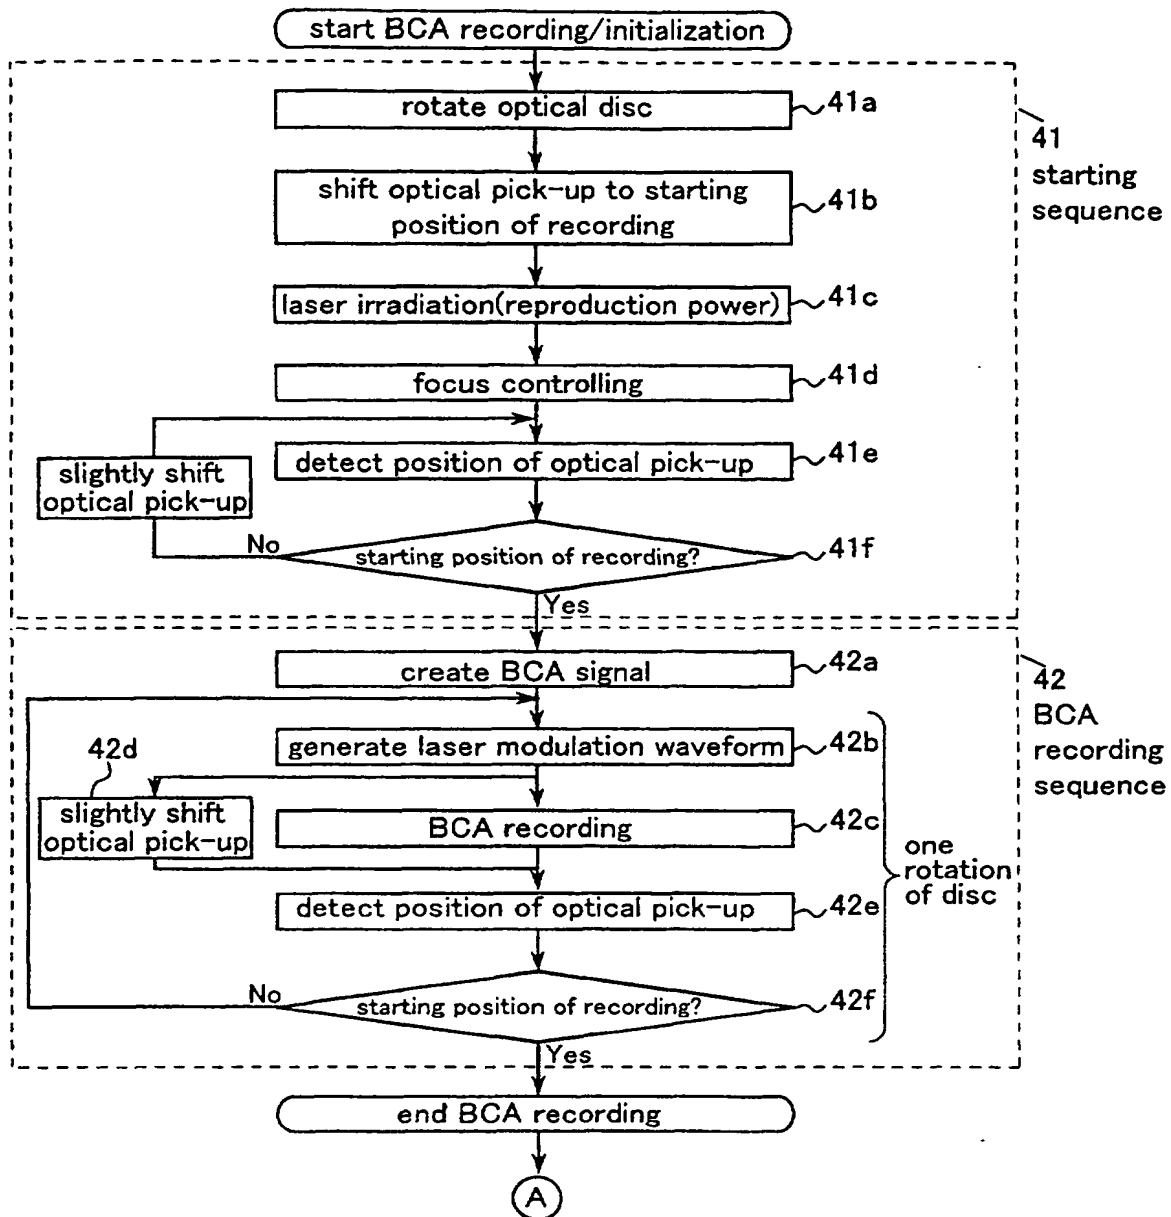 start BCA recording/initialization
rotate optical disc
41a
41
starting
sequence
shift optical pick-up to starting
position of recording
41b
laser irradiation(reproduction power)
41c
focus controlling
41d
slightly shift
optical pick-up
detect position of optical pick-up
41e
No
starting position of recording?
41f
Yes
create BCA signal
42a
42
BCA
recording
sequence
generate laser modulation waveform
42b
42d
slightly shift
optical pick-up
BCA recording
42c
one
rotation
of disc
detect position of optical pick-up
42e
No
starting position of recording?
42f
Yes
end BCA recording
A